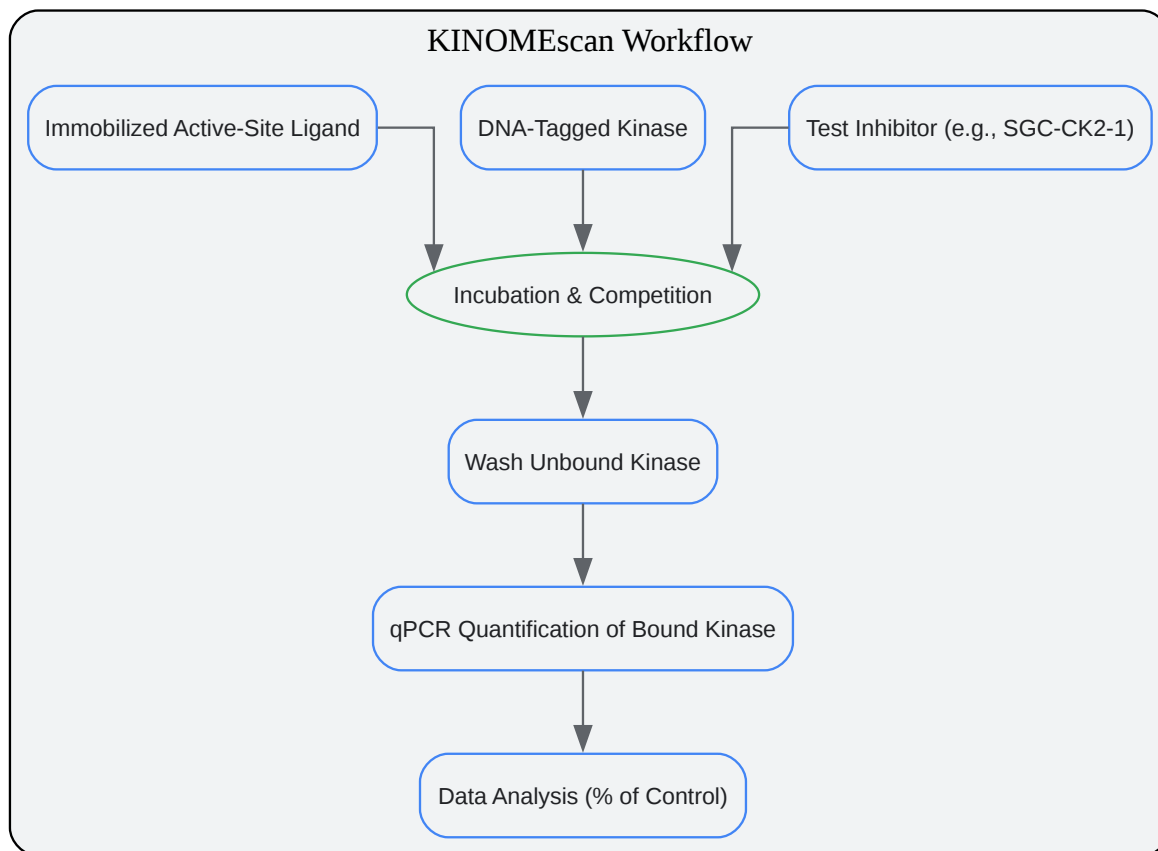 KINOMEscan Workflow
Immobilized Active-Site Ligand
DNA-Tagged Kinase
Test Inhibitor (e.g., SGC-CK2-1)
Incubation & Competition
Wash Unbound Kinase
qPCR Quantification of Bound Kinase
Data Analysis (% of Control)